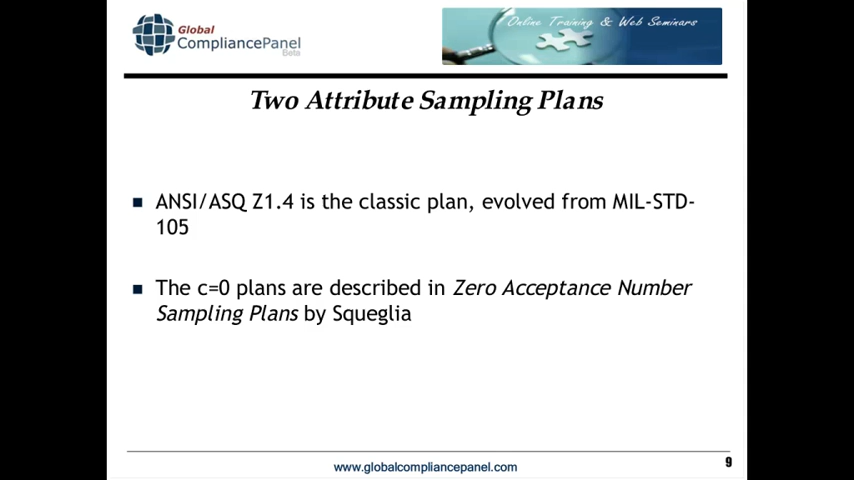 Global
CompliancePanel
Beta
Online Training & Web Seminars
Two Attribute Sampling Plans
ANSI/ASQ Z1.4 is the classic plan, evolved from MIL-STD-
105
The c=0 plans are described in Zero Acceptance Number
Sampling Plans by Squeglia
www.globalcompliancepanel.com
9